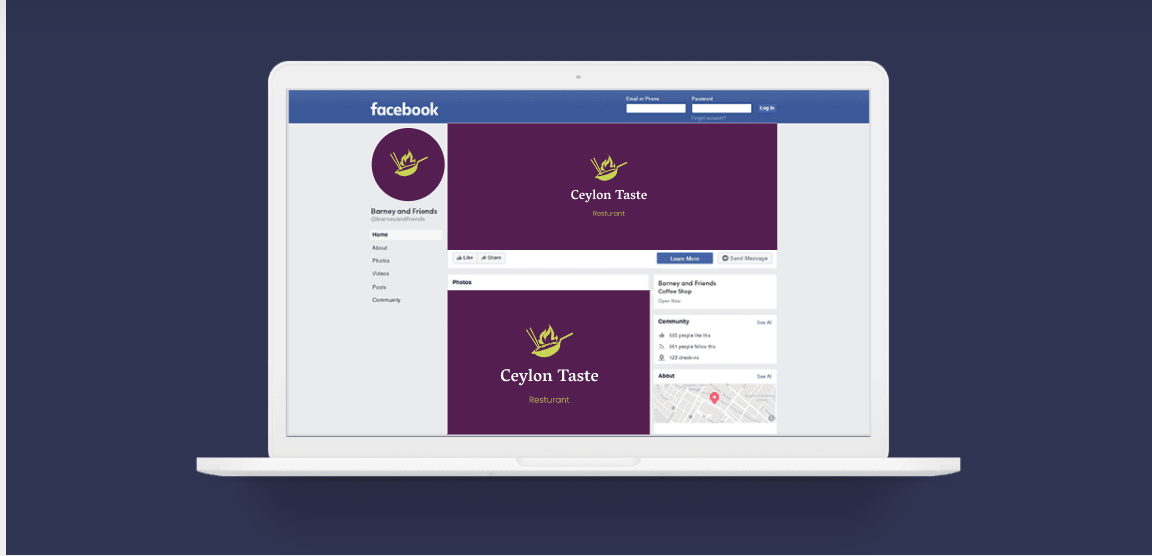 facebook
Email or Phone
Password
Log In
Forgot account?
Barney and Friends
@barneyandfriends
Home
About
Photos
Videos
Posts
Community
Ceylon Taste
Resturant
Like
Share
Learn More
Send Message
Photos
Ceylon Taste
Resturant
Barney and Friends
Coffee Shop
Open Now
Community
See All
people like this
people follow this
123 check-ins
About
See All